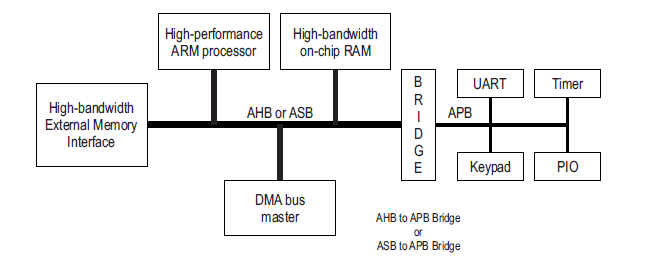 High-performance
ARM processor
High-bandwidth
on-chip RAM
High-bandwidth
External Memory
Interface
AHB or ASB
B
R
I
D
G
E
APB
UART
Timer
Keypad
PIO
DMA bus
master
AHB to APB Bridge
or
ASB to APB Bridge